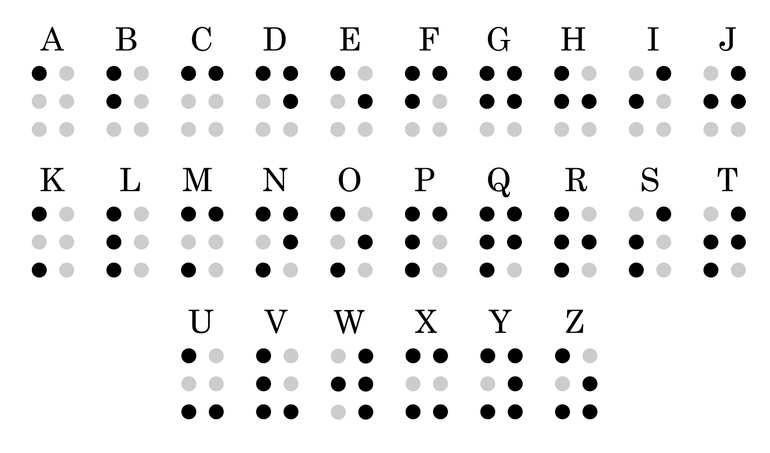 A B C D E F G H I J
K L M N O P Q R S T
U V W X Y Z